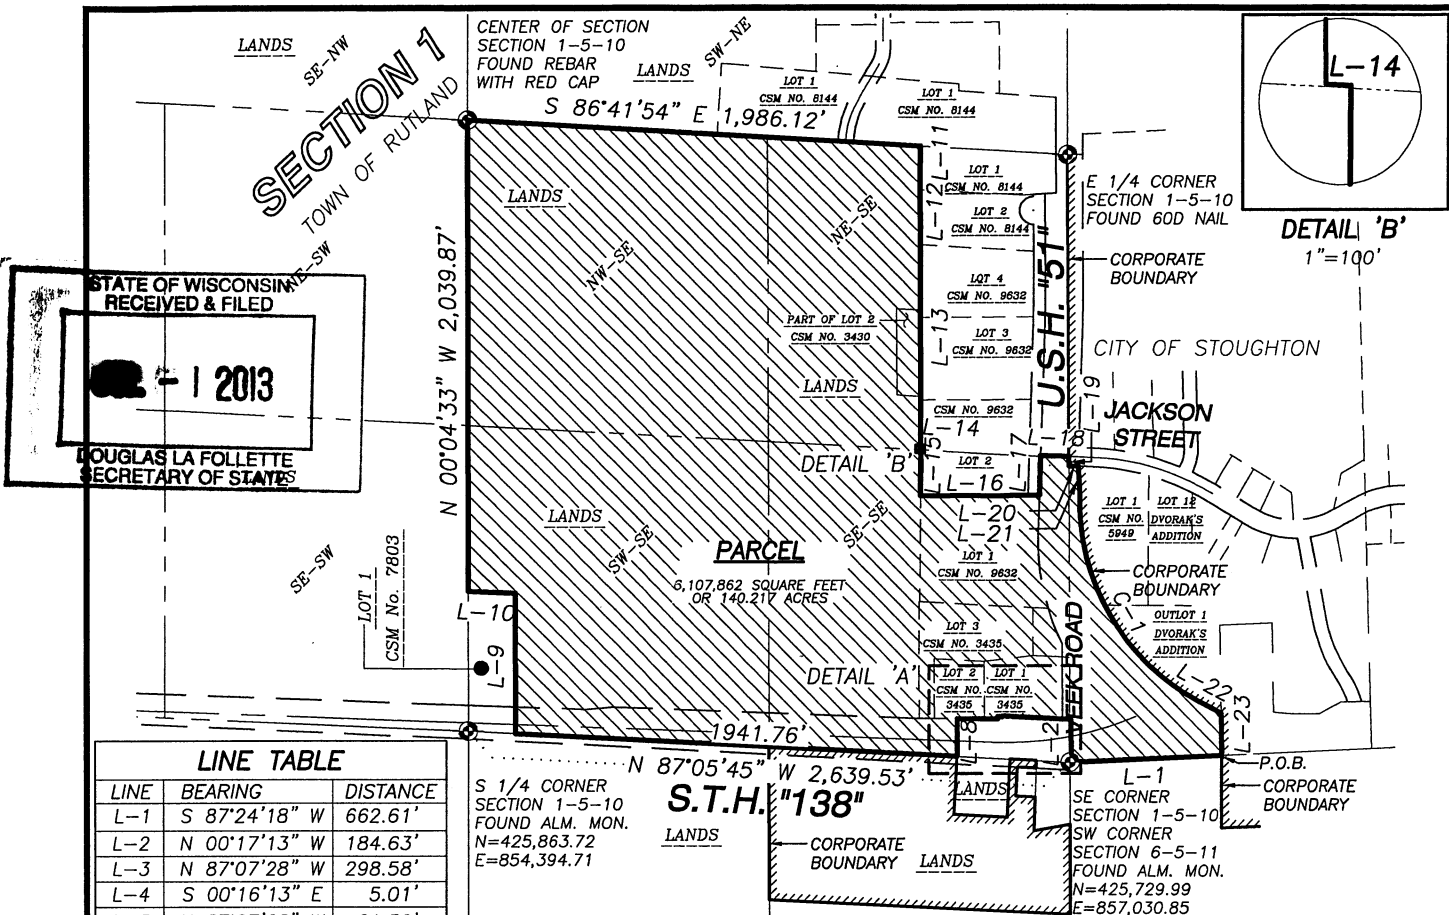 LANDS
SE-NW
SECTION 1
TOWN OF RUTLAND
CENTER OF SECTION
SECTION 1-5-10
FOUND REBAR
WITH RED CAP
LANDS
SW-NE
LOT 1
CSM NO. 8144
LOT 1
CSM NO. 8144
S 86°41'54" E 1,986.12'
L-11
L-12
LOT 1
CSM NO. 8144
LOT 2
CSM NO. 8144
E 1/4 CORNER
SECTION 1-5-10
FOUND 60D NAIL
L-14
DETAIL 'B'
1"=100'
CORPORATE
BOUNDARY
LANDS
NE-SE
NW-SE
NE-SW
N 00°04'33" W 2,039.87'
STATE OF WISCONSIN
RECEIVED & FILED
- 1 2013
DOUGLAS LA FOLLETTE
SECRETARY OF STATE
LANDS
PART OF LOT 2
CSM NO. 3430
LANDS
L-13
LOT 4
CSM NO. 9632
LOT 3
CSM NO. 9632
U.S.H. "51"
CITY OF STOUGHTON
CSM NO. 9632
L-14
L-15
LOT 2
L-16
L-17
L-18
L-19
JACKSON
STREET
DETAIL 'B'
L-20
L-21
LOT 1
CSM NO. 9632
LOT 1
CSM NO.
5949
LOT 12
DVORAK'S
ADDITION
CORPORATE
BOUNDARY
OUTLOT 1
DVORAK'S
ADDITION
C-1
L-22
L-23
LANDS
SW-SE
SE-SE
PARCEL
6,107,862 SQUARE FEET
OR 140.217 ACRES
SE-SW
LOT 1
CSM No. 7803
L-10
L-9
LOT 3
CSM NO. 3435
DETAIL 'A'
LOT 2
CSM NO.
3435
LOT 1
CSM NO.
3435
VEEK ROAD
L-8
L-2
1941.76'
N 87°05'45" W 2,639.53'
S.T.H. "138"
L-1
P.O.B.
CORPORATE
BOUNDARY
S 1/4 CORNER
SECTION 1-5-10
FOUND ALM. MON.
N=425,863.72
E=854,394.71
LANDS
CORPORATE
BOUNDARY
LANDS
LANDS
SE CORNER
SECTION 1-5-10
SW CORNER
SECTION 6-5-11
FOUND ALM. MON.
N=425,729.99
E=857,030.85
LINE TABLE
LINE BEARING DISTANCE
L-1 S 87°24'18" W 662.61'
L-2 N 00°17'13" W 184.63'
L-3 N 87°07'28" W 298.58'
L-4 S 00°16'13" E 5.01'